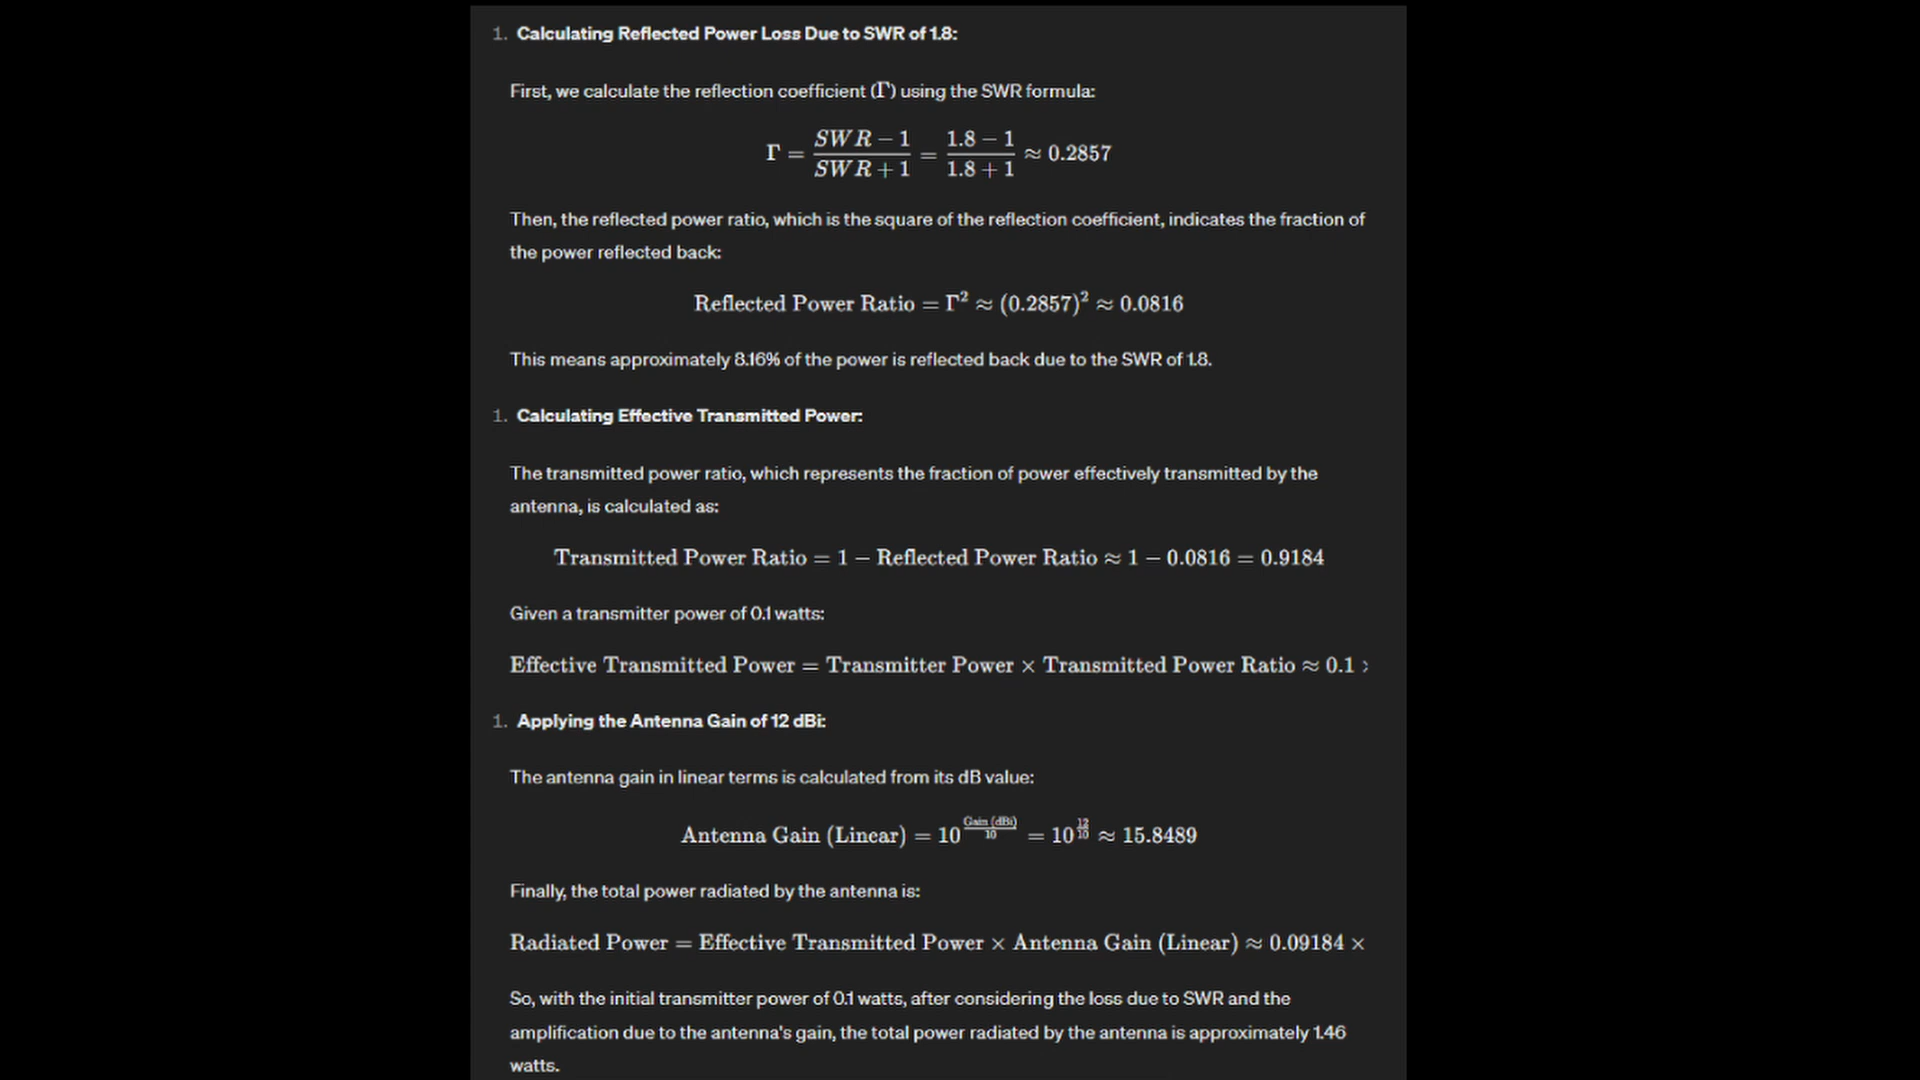 1. Calculating Reflected Power Loss Due to SWR of 1.8:
First, we calculate the reflection coefficient (Γ) using the SWR formula:
Γ = \frac{SWR − 1}{SWR + 1} = \frac{1.8 − 1}{1.8 + 1} ≈ 0.2857
Then, the reflected power ratio, which is the square of the reflection coefficient, indicates the fraction of
the power reflected back:
Reflected Power Ratio = Γ² ≈ (0.2857)² ≈ 0.0816
This means approximately 8.16% of the power is reflected back due to the SWR of 1.8.
1. Calculating Effective Transmitted Power:
The transmitted power ratio, which represents the fraction of power effectively transmitted by the
antenna, is calculated as:
Transmitted Power Ratio = 1 − Reflected Power Ratio ≈ 1 − 0.0816 = 0.9184
Given a transmitter power of 0.1 watts:
Effective Transmitted Power = Transmitter Power × Transmitted Power Ratio ≈ 0.1 ×
1. Applying the Antenna Gain of 12 dBi:
The antenna gain in linear terms is calculated from its dB value:
Antenna Gain (Linear) = 10^{\frac{Gain (dBi)}{10}} = 10^{\frac{12}{10}} ≈ 15.8489
Finally, the total power radiated by the antenna is:
Radiated Power = Effective Transmitted Power × Antenna Gain (Linear) ≈ 0.09184 ×
So, with the initial transmitter power of 0.1 watts, after considering the loss due to SWR and the
amplification due to the antenna's gain, the total power radiated by the antenna is approximately 1.46
watts.